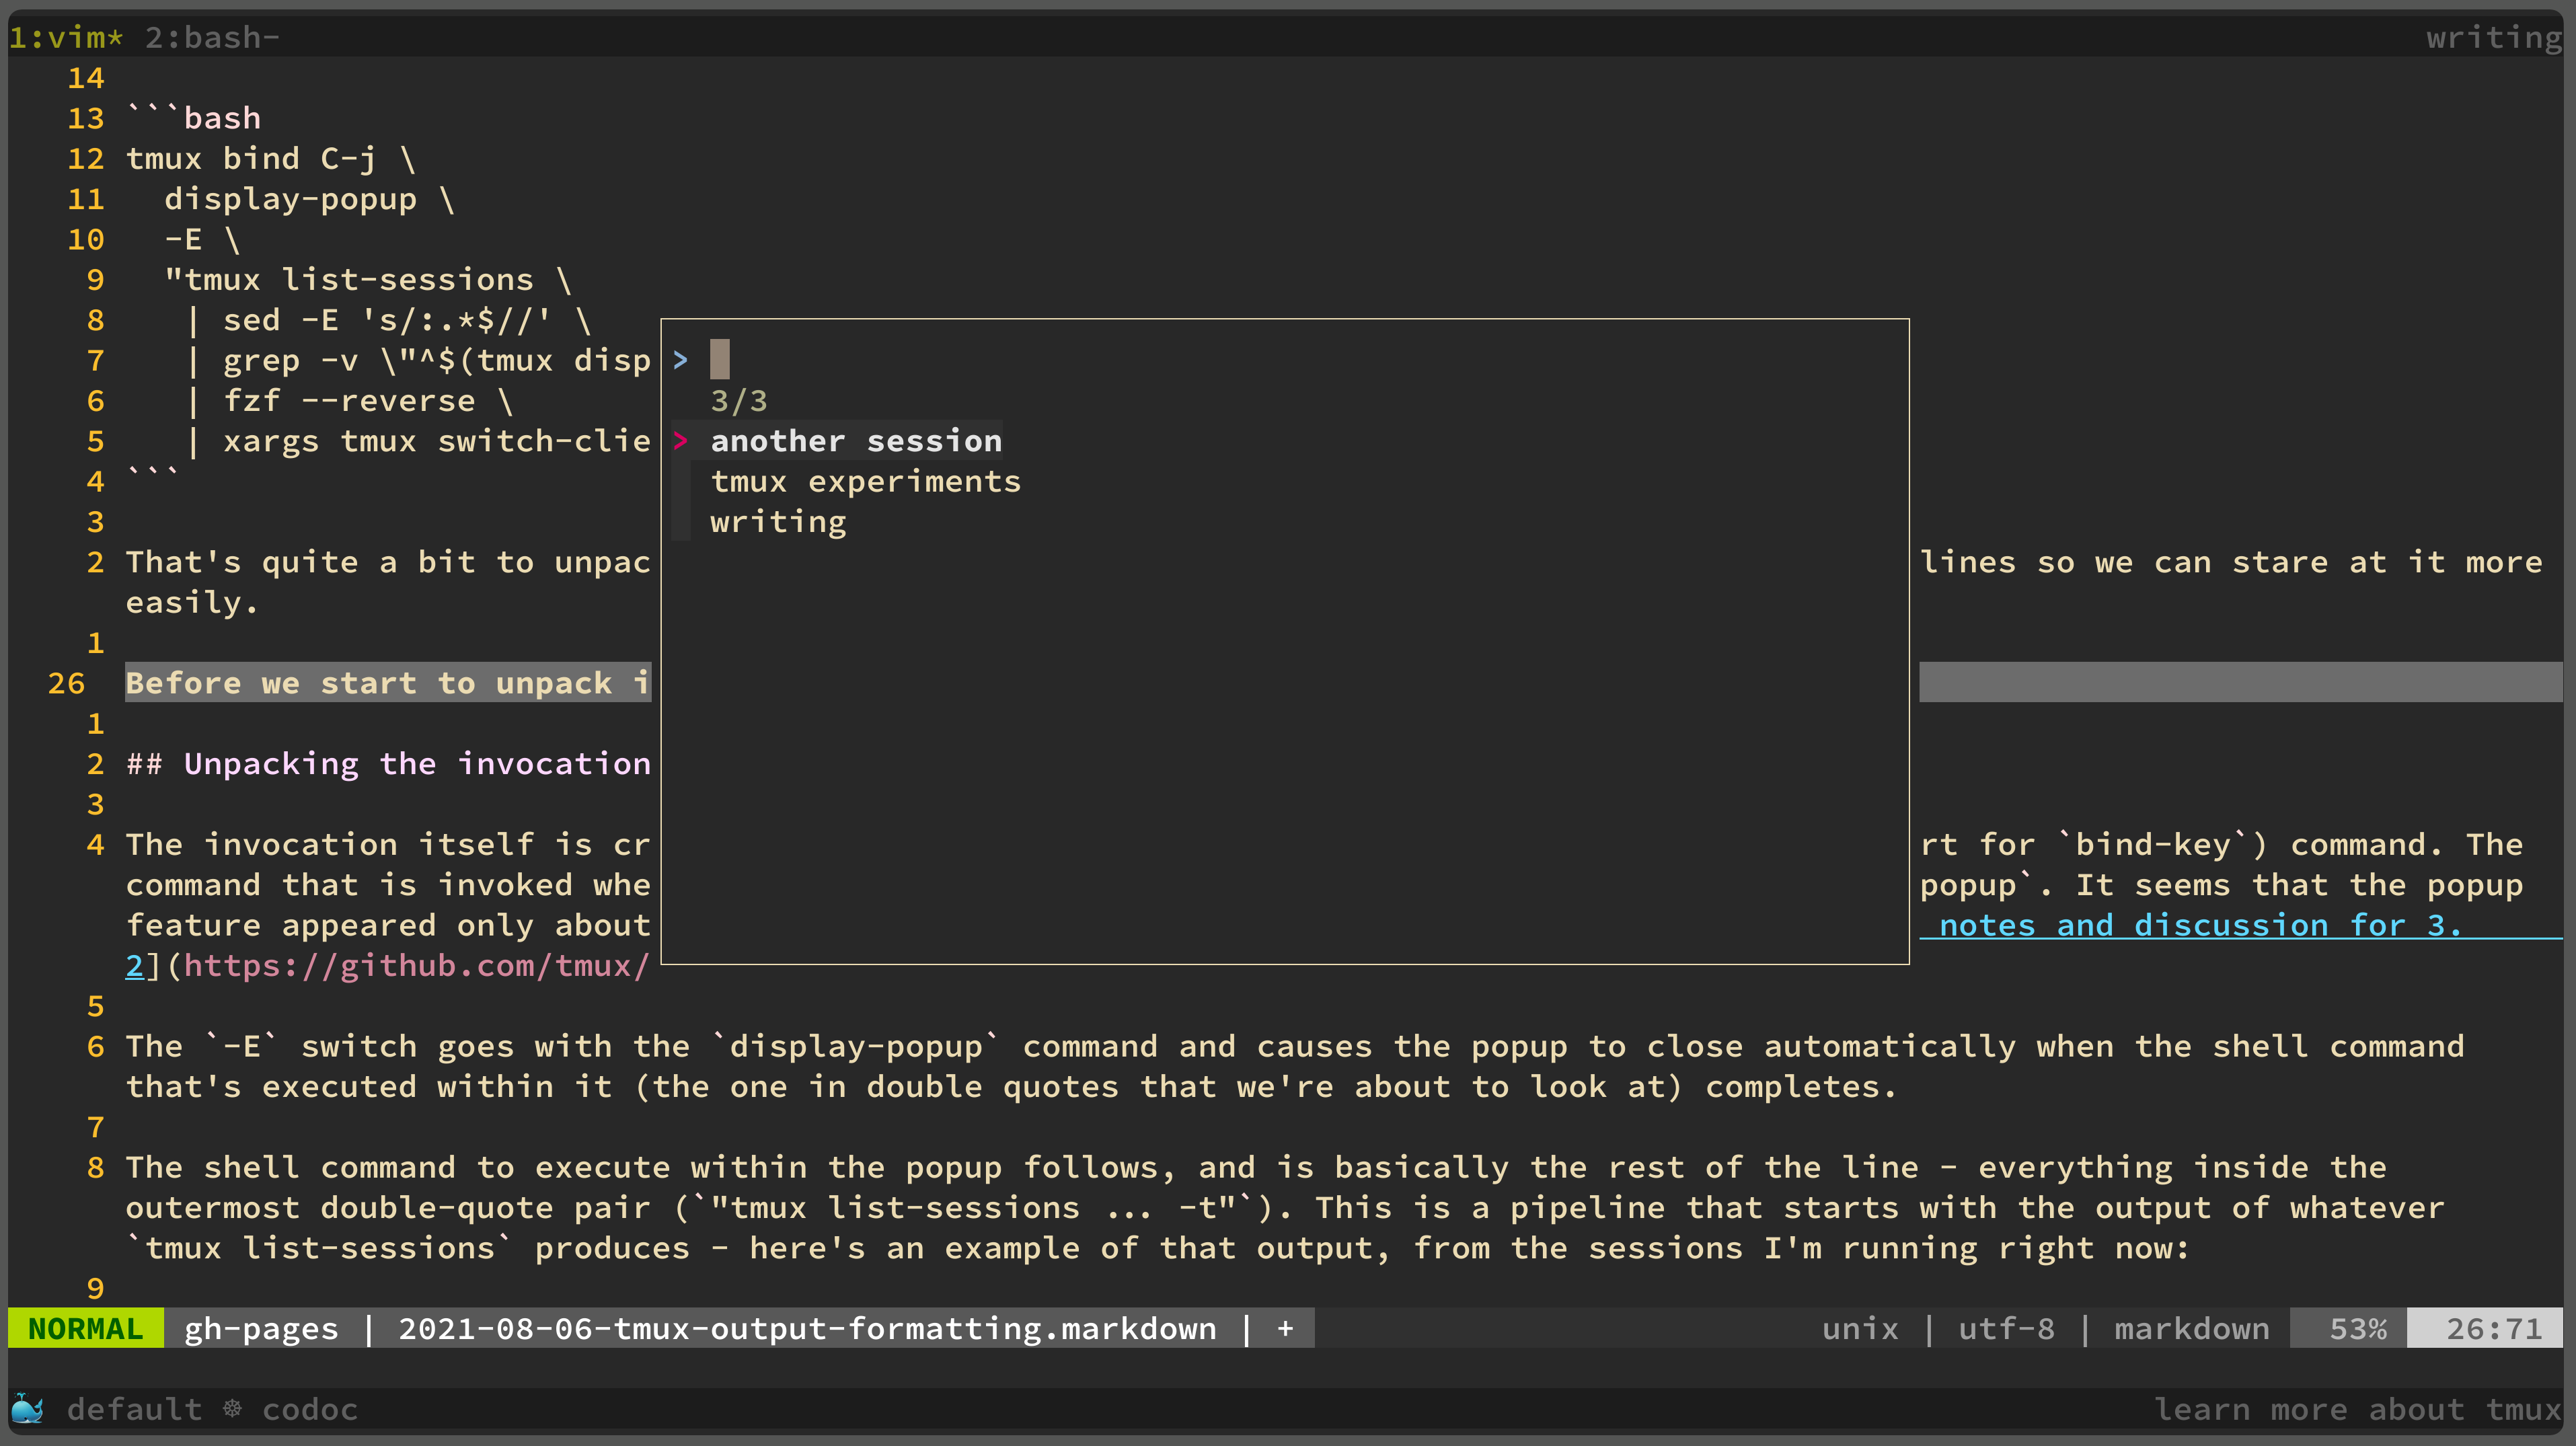 1:vim* 2:bash- writing
14
13 ```bash
12 tmux bind C-j \
11 display-popup \
10 -E \
9 "tmux list-sessions \
8 | sed -E 's/:.*$//' \
7 | grep -v \"^$(tmux disp
6 | fzf --reverse \
5 | xargs tmux switch-clie
4 ```
3
2 That's quite a bit to unpac lines so we can stare at it more
easily.
1
26 Before we start to unpack i
1
2 ## Unpacking the invocation
3
4 The invocation itself is cr rt for `bind-key`) command. The
command that is invoked whe popup`. It seems that the popup
feature appeared only about notes and discussion for 3.
2](https://github.com/tmux/
>
3/3
> another session
tmux experiments
writing
5
6 The `-E` switch goes with the `display-popup` command and causes the popup to close automatically when the shell command
that's executed within it (the one in double quotes that we're about to look at) completes.
7
8 The shell command to execute within the popup follows, and is basically the rest of the line - everything inside the
outermost double-quote pair (`"tmux list-sessions ... -t"`). This is a pipeline that starts with the output of whatever
`tmux list-sessions` produces - here's an example of that output, from the sessions I'm running right now:
9
NORMAL gh-pages | 2021-08-06-tmux-output-formatting.markdown | + unix | utf-8 | markdown 53% 26:71
🐳 default ⎈ codoc learn more about tmux